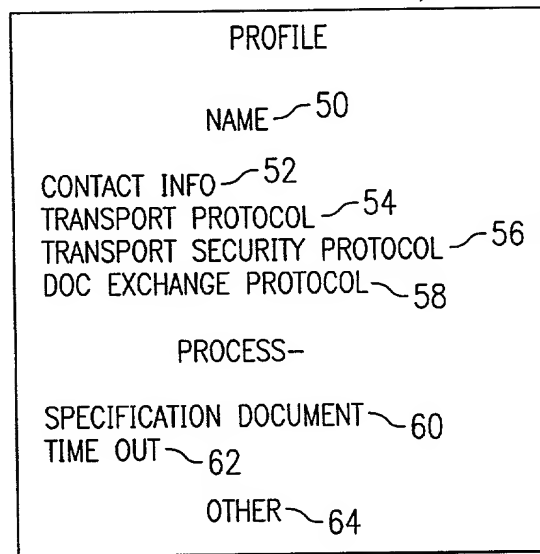 PROFILE
NAME 50
CONTACT INFO 52
TRANSPORT PROTOCOL 54
TRANSPORT SECURITY PROTOCOL 56
DOC EXCHANGE PROTOCOL 58
PROCESS-
SPECIFICATION DOCUMENT 60
TIME OUT 62
OTHER 64